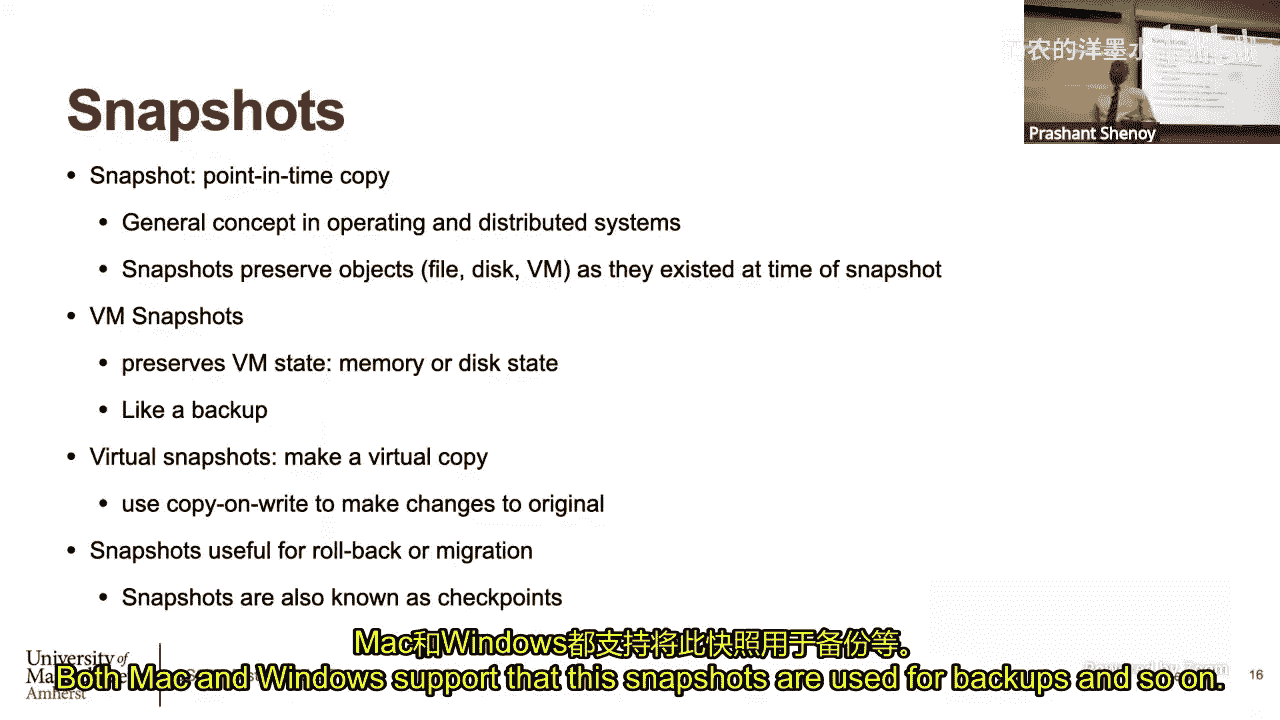 农的洋墨水
Prashant Shenoy
Snapshots
• Snapshot: point-in-time copy
• General concept in operating and distributed systems
• Snapshots preserve objects (file, disk, VM) as they existed at time of snapshot
• VM Snapshots
• preserves VM state: memory or disk state
• Like a backup
• Virtual snapshots: make a virtual copy
• use copy-on-write to make changes to original
• Snapshots useful for roll-back or migration
• Snapshots are also known as checkpoints
Mac和Windows都支持将此快照用于备份等。
University of
Both Mac and Windows support that this snapshots are used for backups and so on.
Amherst
16